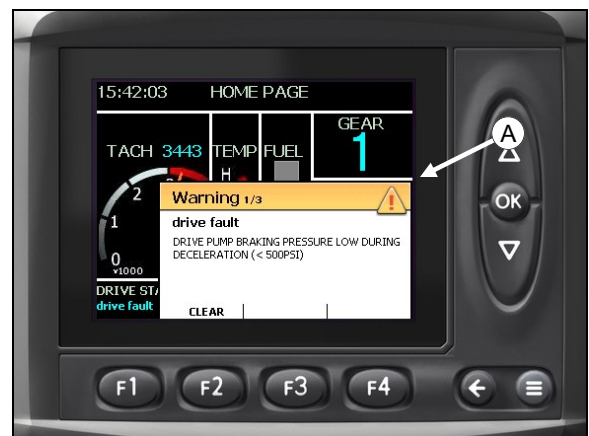 15:42:03 HOME PAGE
GEAR
1
TACH 3443 TEMP FUEL
H
2
1
0
x1000
Warning 1/3
drive fault
DRIVE PUMP BRAKING PRESSURE LOW DURING
DECELERATION (< 500PSI)
CLEAR
DRIVE
drive fault
A
OK
F1 F2 F3 F4